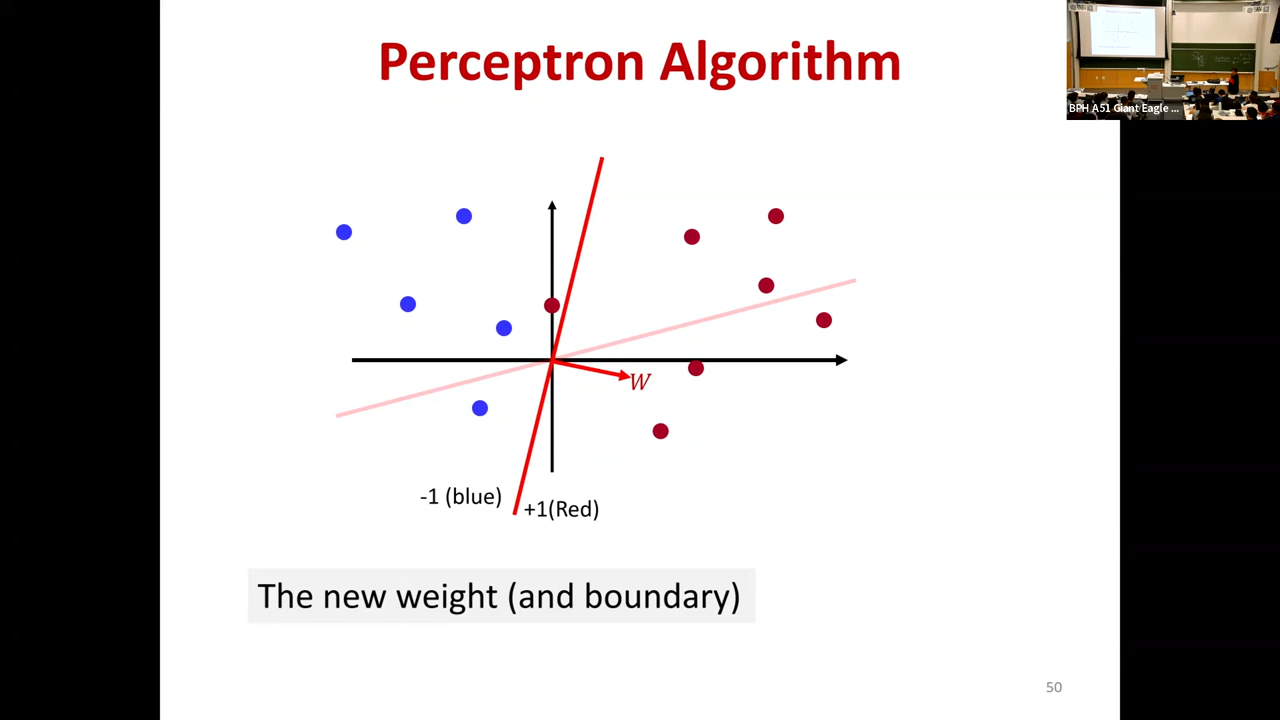 Perceptron Algorithm
BPH A51 Giant Eagle ...
W
-1 (blue)
+1(Red)
The new weight (and boundary)
50